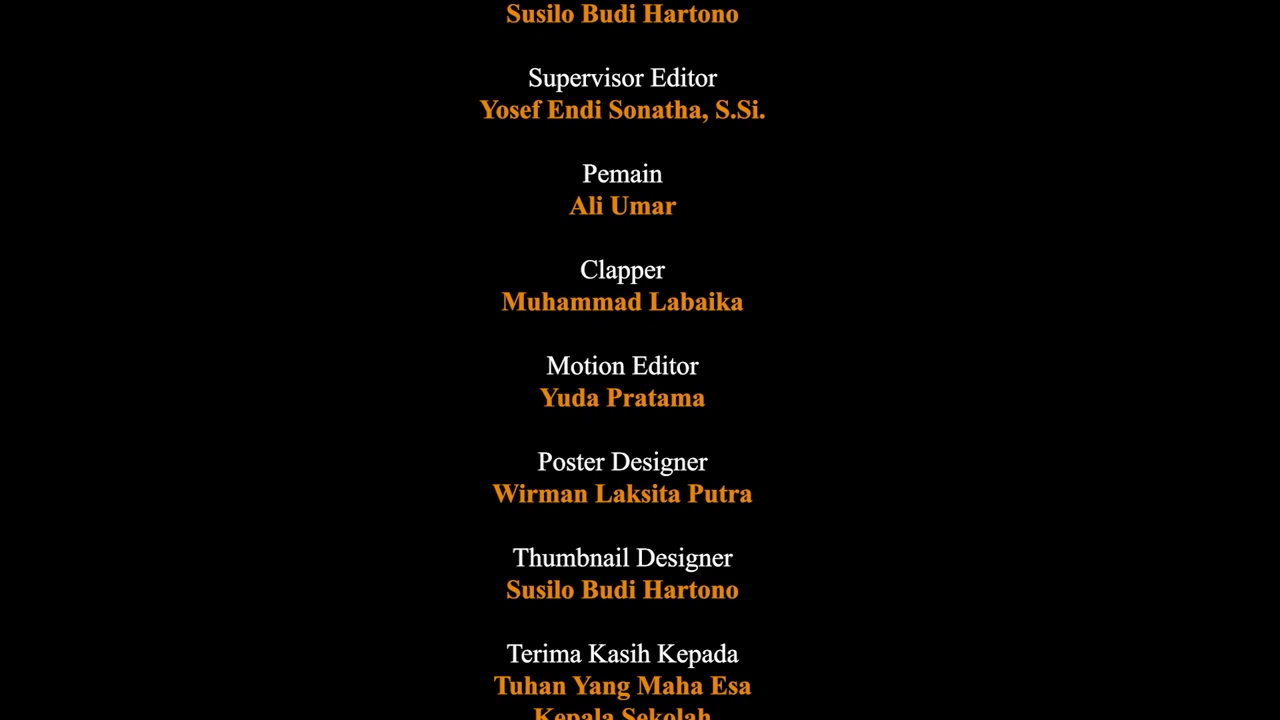 Susilo Budi Hartono
Supervisor Editor
Yosef Endi Sonatha, S.Si.
Pemain
Ali Umar
Clapper
Muhammad Labaika
Motion Editor
Yuda Pratama
Poster Designer
Wirman Laksita Putra
Thumbnail Designer
Susilo Budi Hartono
Terima Kasih Kepada
Tuhan Yang Maha Esa
Kepala Sekolah